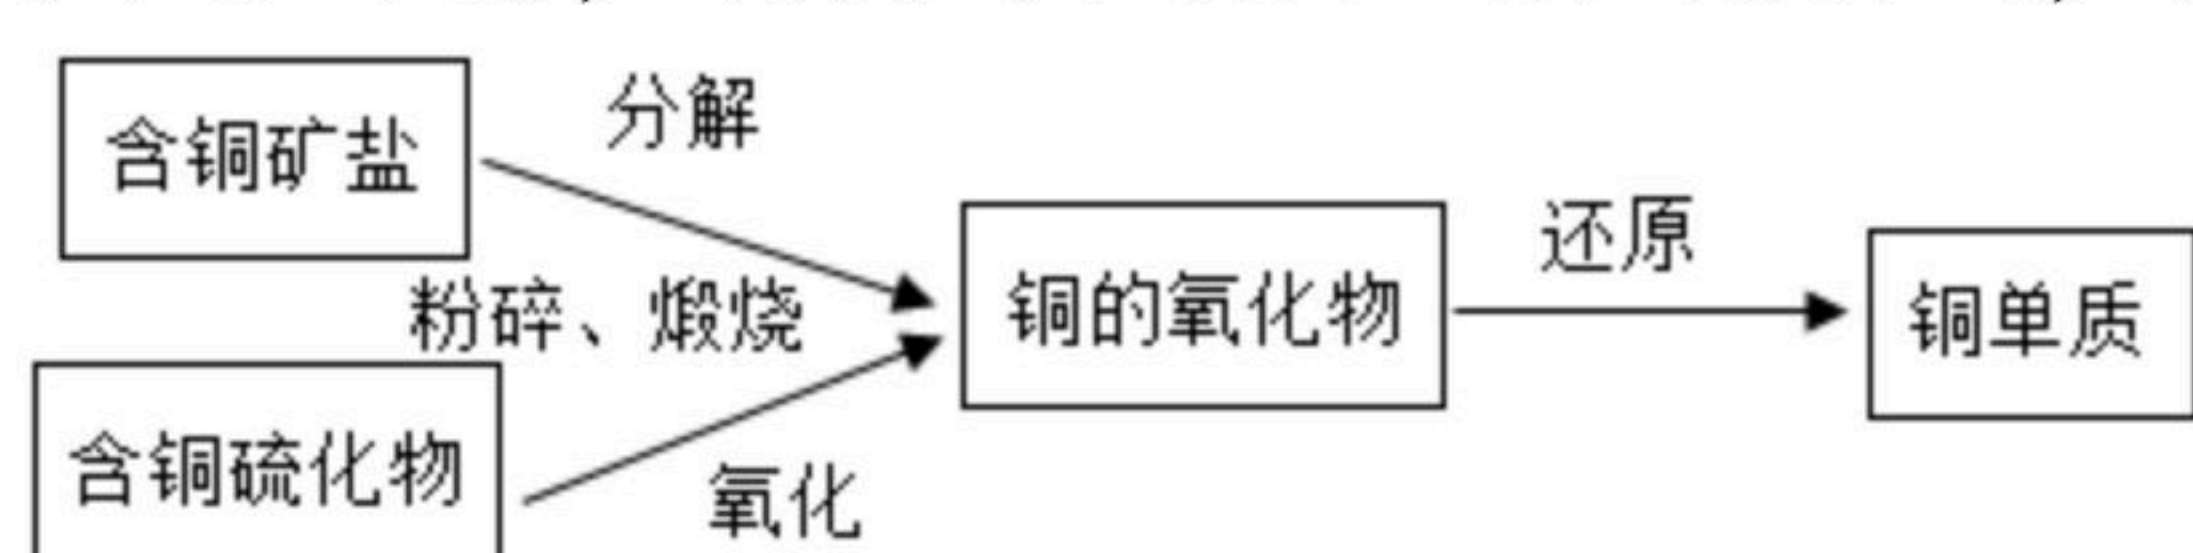 分解
含铜矿盐
还原
粉碎、煅烧
铜的氧化物
铜单质
含铜硫化物
氧化